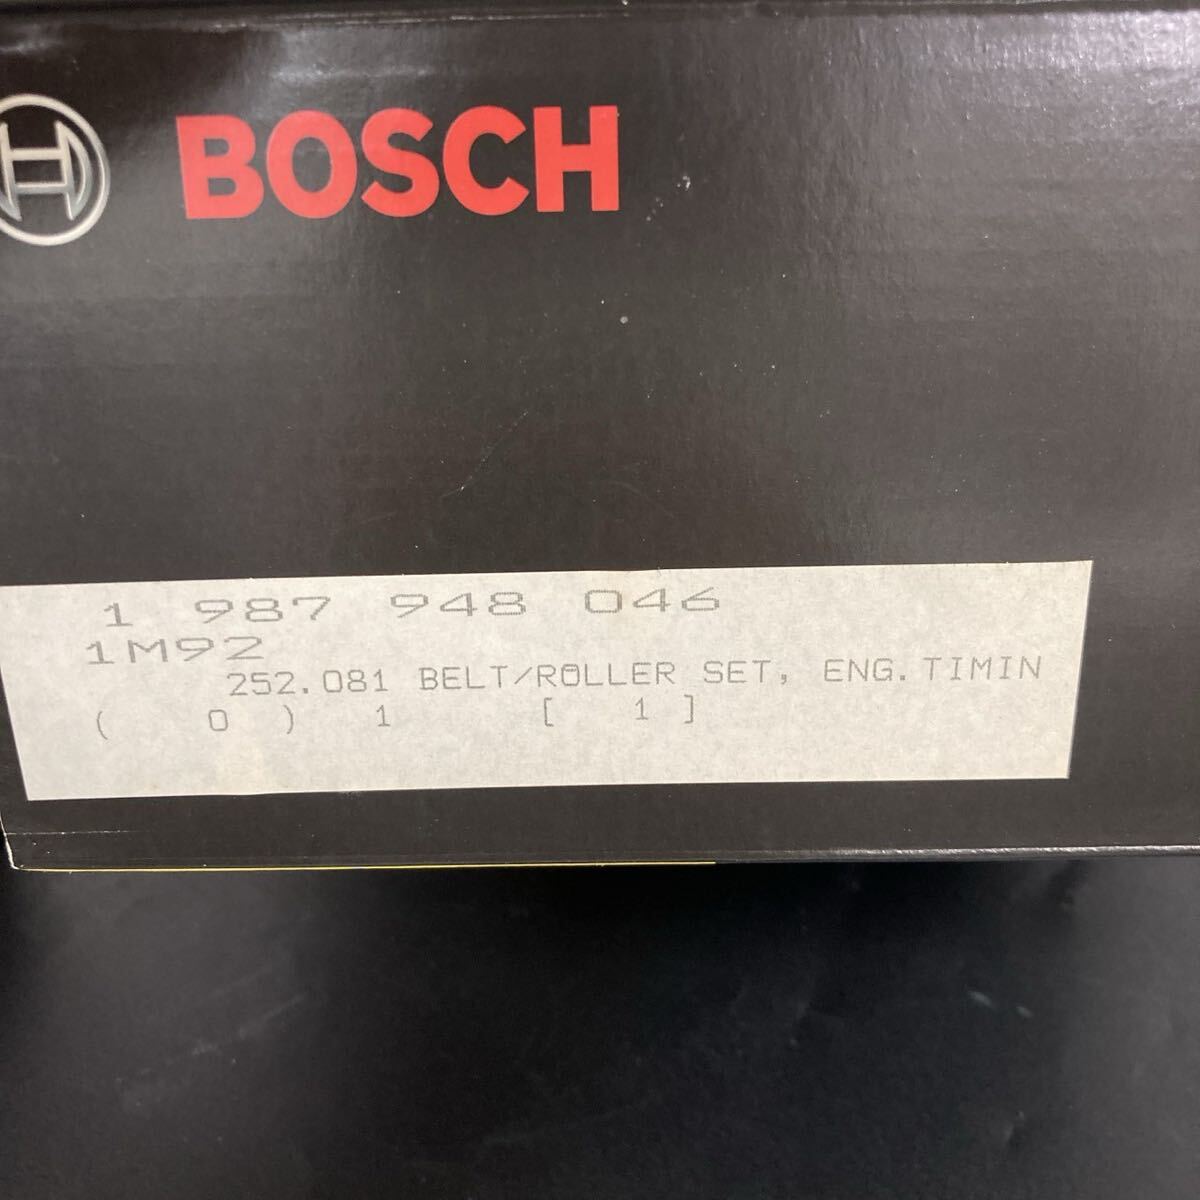 BOSCH
1 987 948 046
1M92
252.081 BELT/ROLLER SET, ENG. TIMIN
( 0 ) 1 [ 1 ]